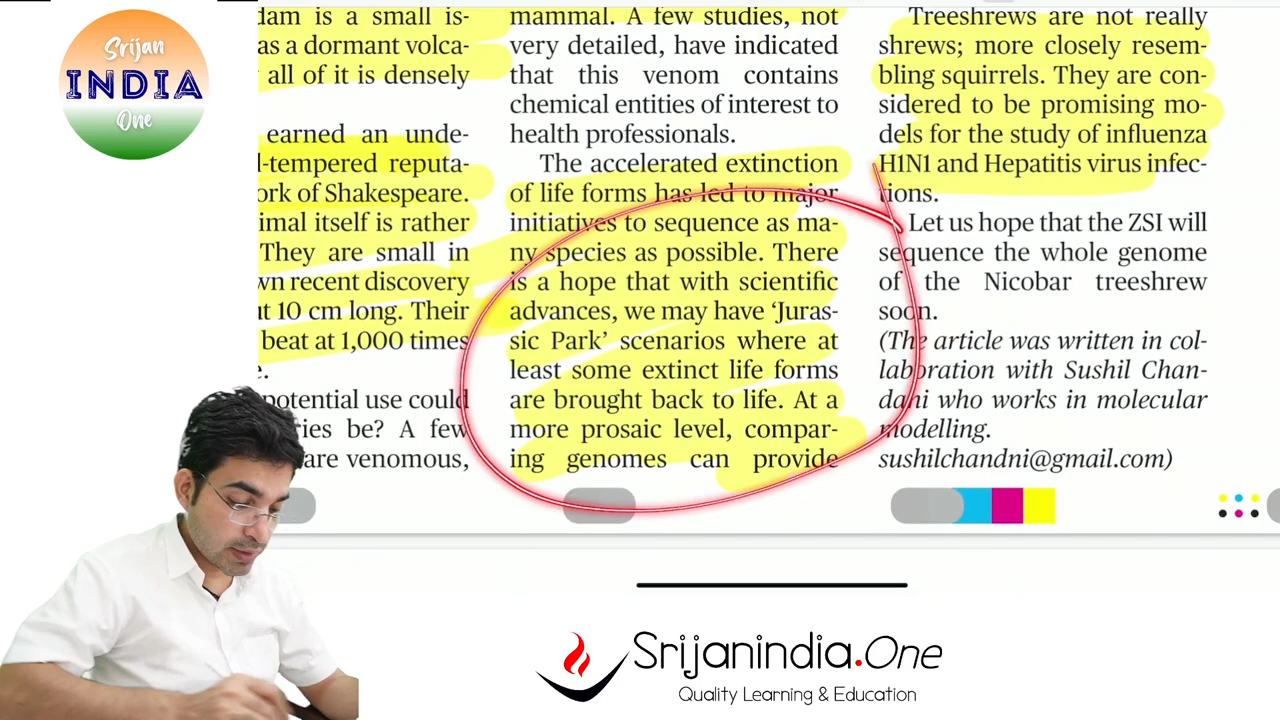 Srijan
INDIA
One
dam is a small is-
as a dormant volca-
all of it is densely
earned an unde-
-tempered reputa-
ork of Shakespeare.
imal itself is rather
They are small in
wn recent discovery
ut 10 cm long. Their
beat at 1,000 times
e.
potential use could
ries be? A few
are venomous,
mammal. A few studies, not
very detailed, have indicated
that this venom contains
chemical entities of interest to
health professionals.
The accelerated extinction
of life forms has led to major
initiatives to sequence as ma-
ny species as possible. There
is a hope that with scientific
advances, we may have ‘Juras-
sic Park’ scenarios where at
least some extinct life forms
are brought back to life. At a
more prosaic level, compar-
ing genomes can provide
Treeshrews are not really
shrews; more closely resem-
bling squirrels. They are con-
sidered to be promising mo-
dels for the study of influenza
H1N1 and Hepatitis virus infec-
tions.
Let us hope that the ZSI will
sequence the whole genome
of the Nicobar treeshrew
soon.
(The article was written in col-
laboration with Sushil Chan-
dani who works in molecular
modelling.
sushilchandni@gmail.com)
Srijanindia.One
Quality Learning & Education